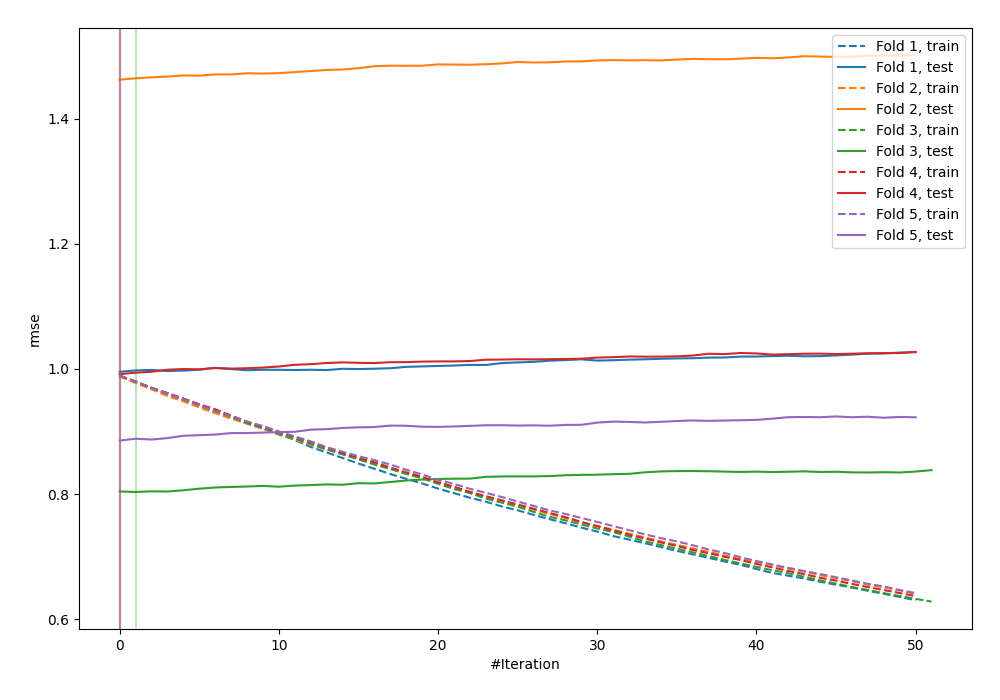 Fold 1, train
Fold 1, test
Fold 2, train
Fold 2, test
Fold 3, train
Fold 3, test
Fold 4, train
Fold 4, test
Fold 5, train
Fold 5, test
1.4
1.2
1.0
0.8
0.6
rmse
0 10 20 30 40 50
#Iteration